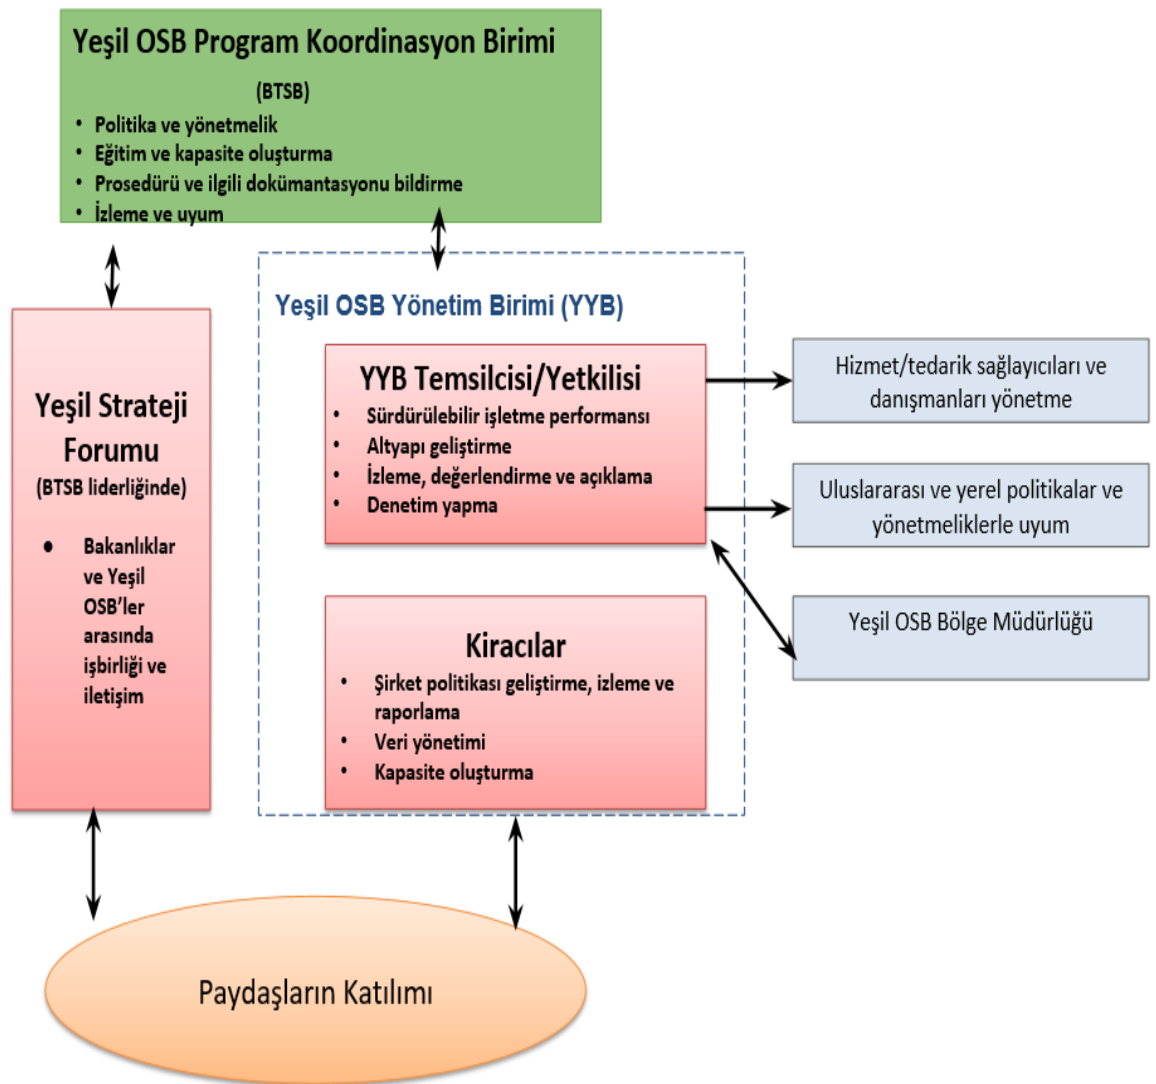 Yeşil OSB Program Koordinasyon Birimi
(BTSB)
• Politika ve yönetmelik
• Eğitim ve kapasite oluşturma
• Prosedürü ve ilgili dokümantasyonu bildirme
• İzleme ve uyum
Yeşil Strateji
Forumu
(BTSB liderliğinde)
• Bakanlıklar
ve Yeşil
OSB’ler
arasında
işbirliği ve
iletişim
Yeşil OSB Yönetim Birimi (YYB)
YYB Temsilcisi/Yetkilisi
• Sürdürülebilir işletme performansı
• Altyapı geliştirme
• İzleme, değerlendirme ve açıklama
• Denetim yapma
Kiracılar
• Şirket politikası geliştirme, izleme ve
raporlama
• Veri yönetimi
• Kapasite oluşturma
Hizmet/tedarik sağlayıcıları ve
danışmanları yönetme
Uluslararası ve yerel politikalar ve
yönetmeliklerle uyum
Yeşil OSB Bölge Müdürlüğü
Paydaşların Katılımı